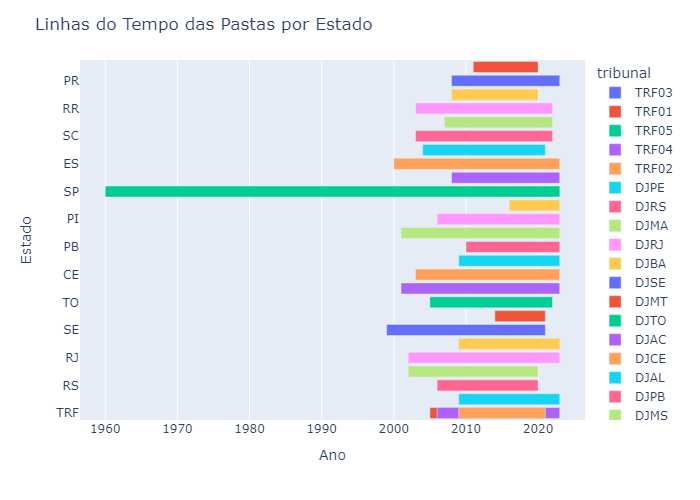 Linhas do Tempo das Pastas por Estado
tribunal
TRF03
TRF01
TRF05
TRF04
TRF02
DJPE
DJRS
DJMA
DJRJ
DJBA
DJSE
DJMT
DJTO
DJAC
DJCE
DJAL
DJPB
DJMS
Estado
PR
RR
SC
ES
SP
PI
PB
CE
TO
SE
RJ
RS
TRF
1960 1970 1980 1990 2000 2010 2020
Ano